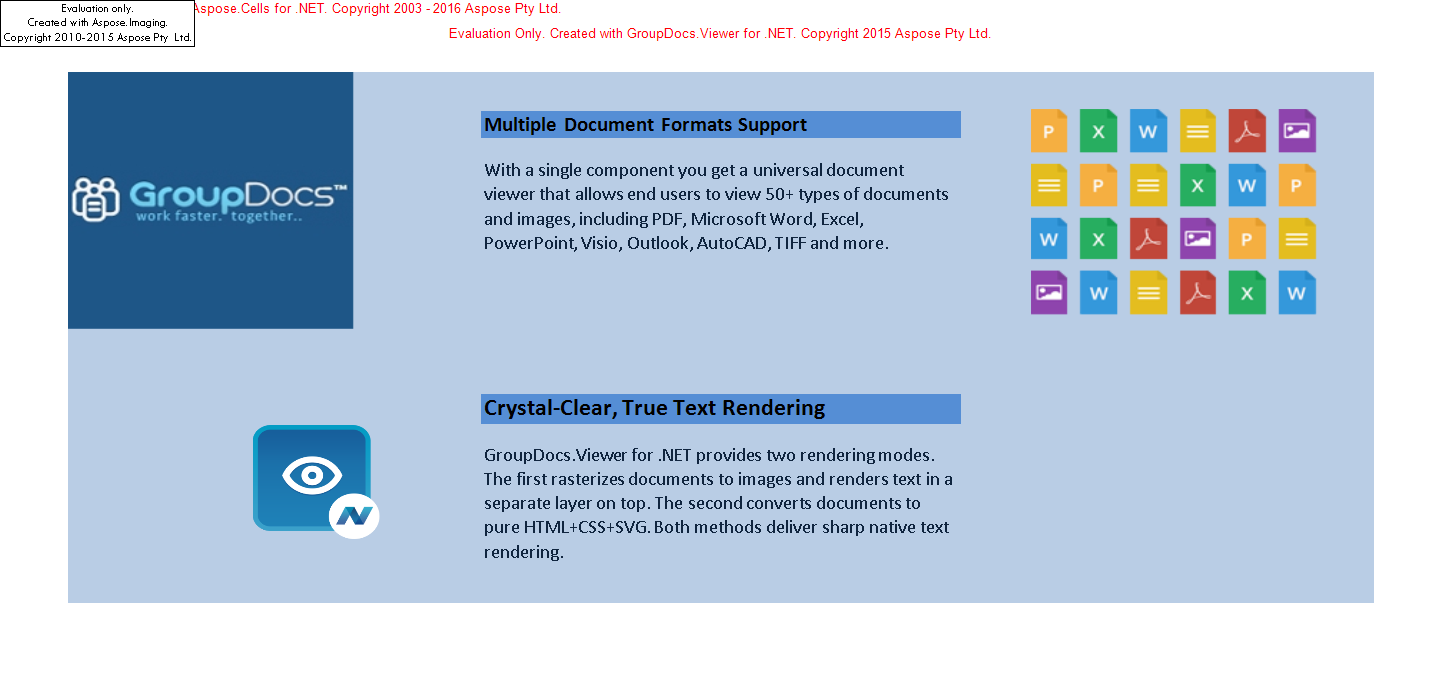 Evaluation only.
Created with Aspose.Imaging.
Copyright 2010-2015 Aspose Pty Ltd.
Aspose.Cells for .NET. Copyright 2003 - 2016 Aspose Pty Ltd.
Evaluation Only. Created with GroupDocs.Viewer for .NET. Copyright 2015 Aspose Pty Ltd.
GroupDocs™
work faster. together..
Multiple Document Formats Support
With a single component you get a universal document
viewer that allows end users to view 50+ types of documents
and images, including PDF, Microsoft Word, Excel,
PowerPoint, Visio, Outlook, AutoCAD, TIFF and more.
P X W
P X W P
W X P
W X W
Crystal-Clear, True Text Rendering
GroupDocs.Viewer for .NET provides two rendering modes.
The first rasterizes documents to images and renders text in a
separate layer on top. The second converts documents to
pure HTML+CSS+SVG. Both methods deliver sharp native text
rendering.